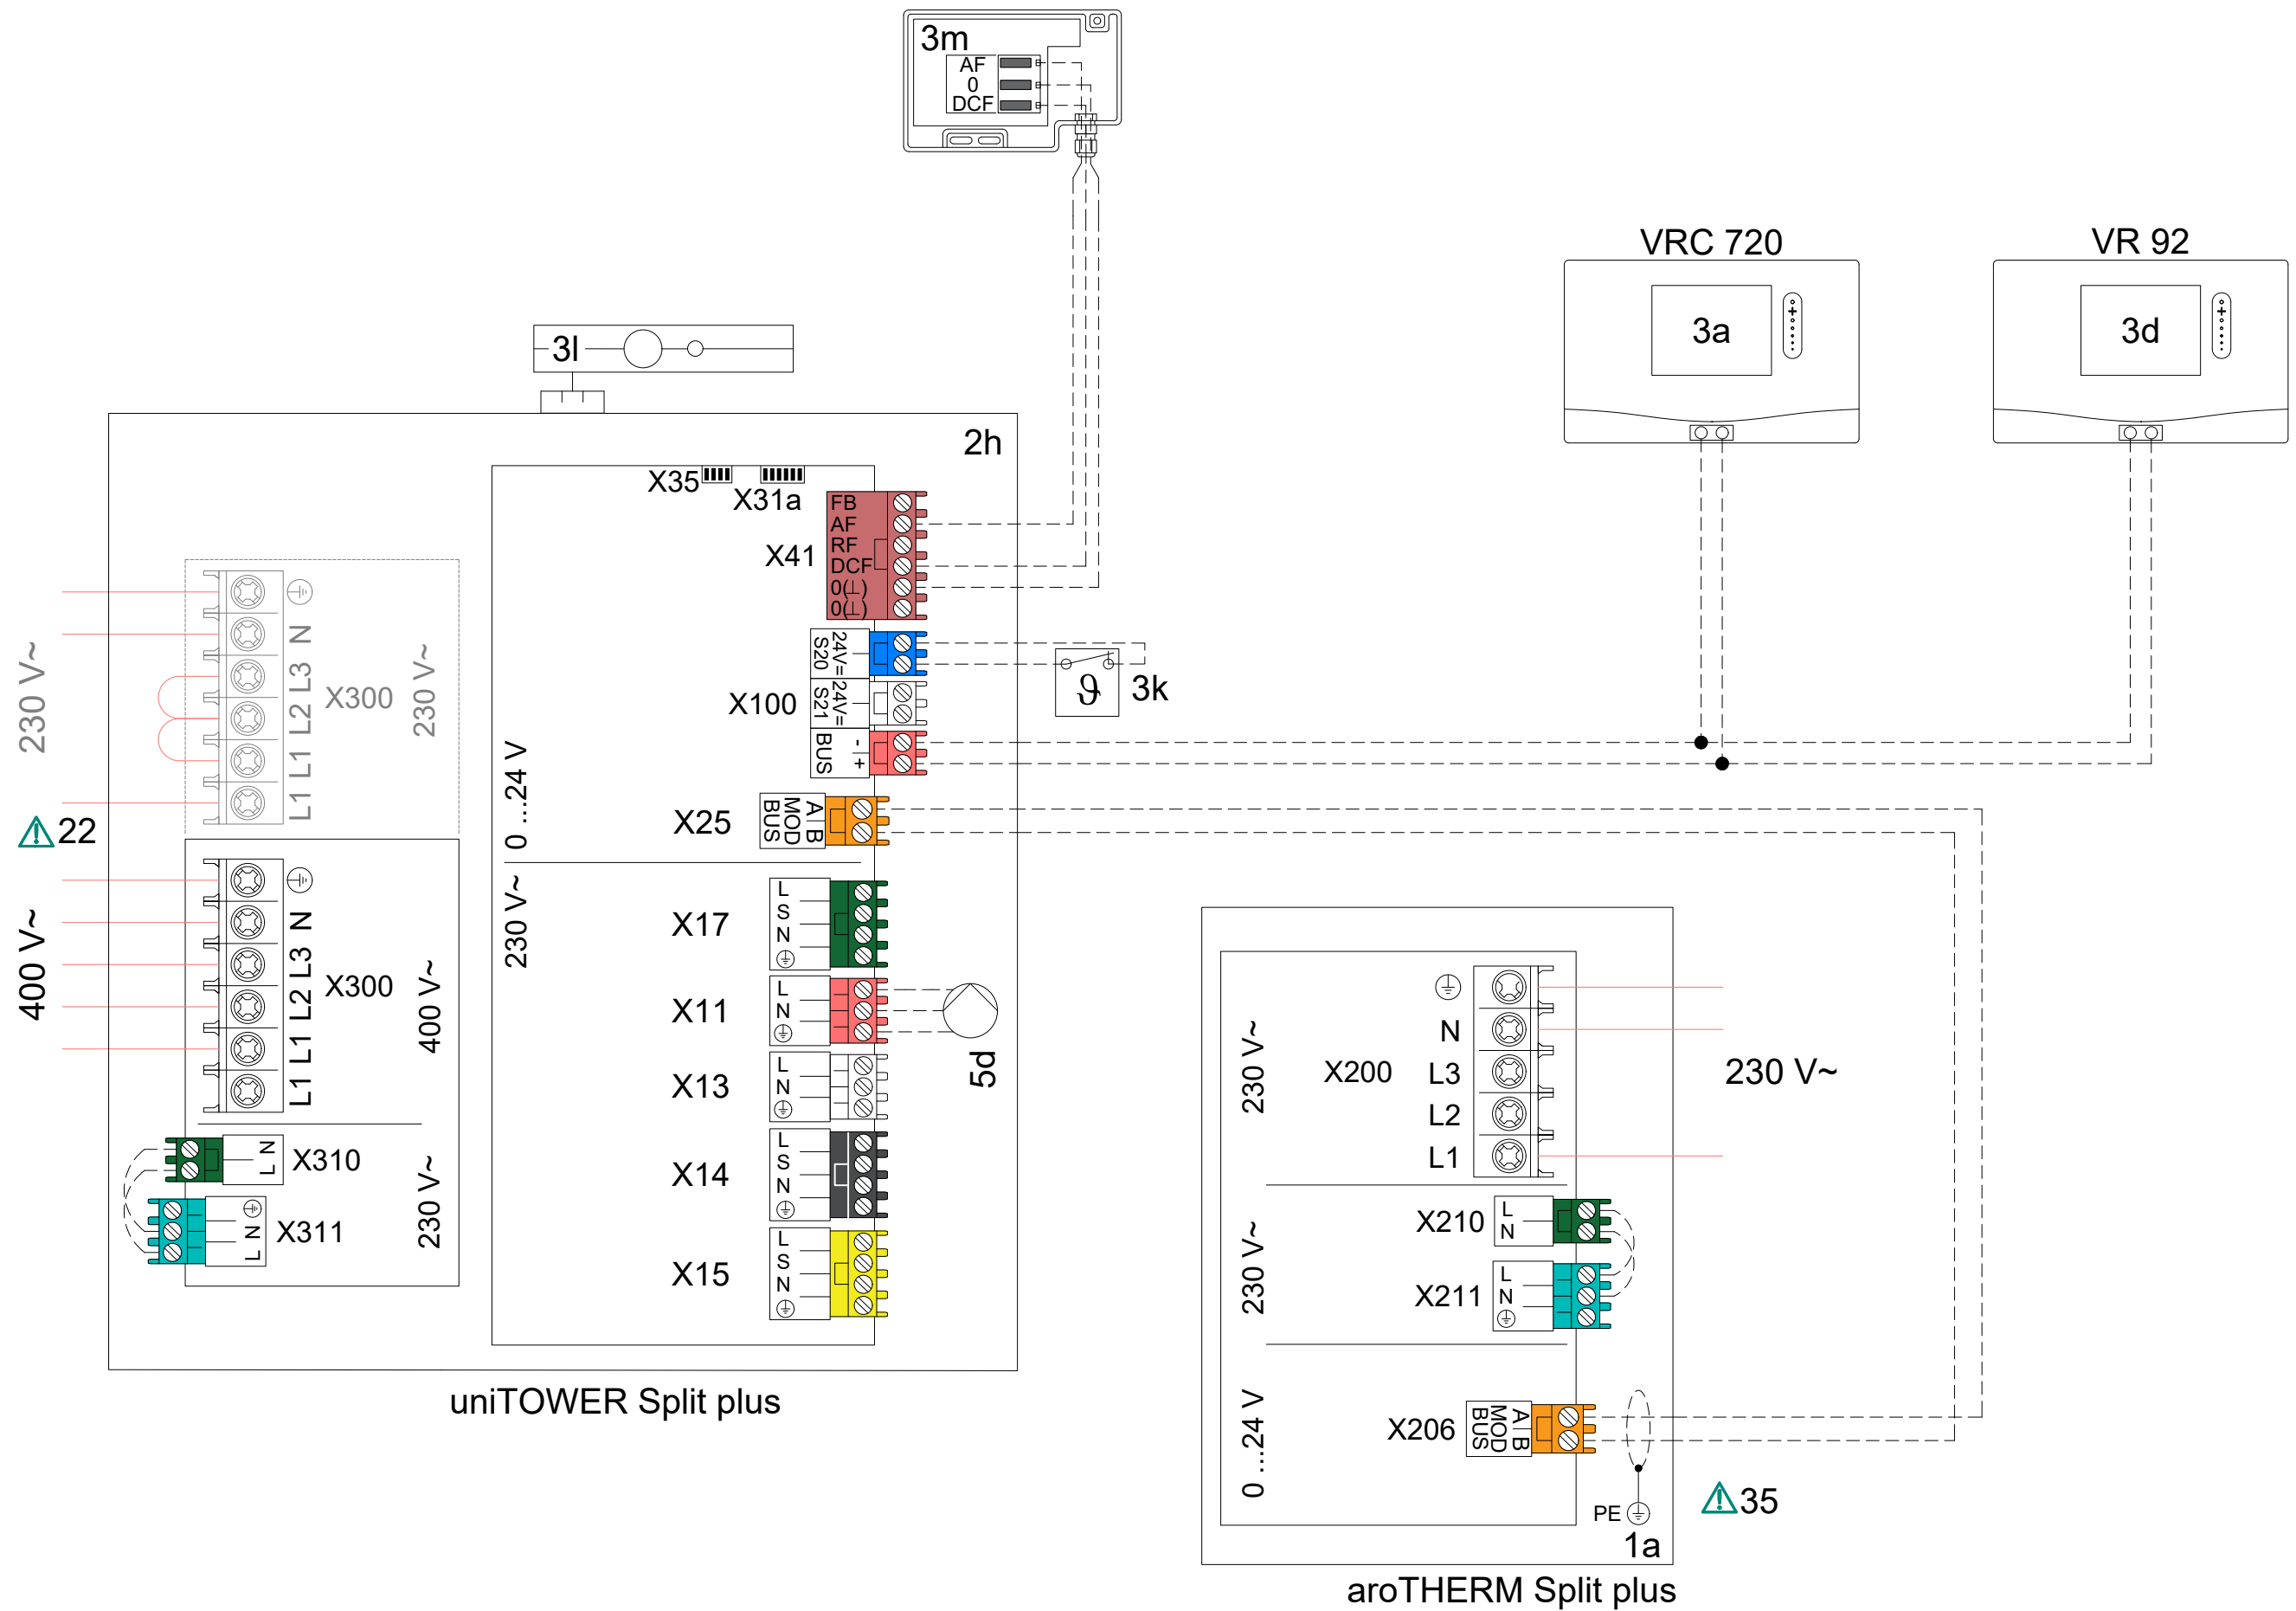 3m
AF
0
DCF
VRC 720
VR 92
3a
3d
3l
2h
X35
X31a
FB
AF
RF
DCF
0(⊥)
0(⊥)
X41
24V=
S20
24V=
S21
BUS
-
+
X100
3k
ϑ
0 ...24 V
X25
A
B
MOD
BUS
230 V~
230 V~
N
L3
L2
L1
L1
X300
230 V~
22
400 V~
N
L3
L2
L1
L1
X300
400 V~
X310
L N
X311
L N
230 V~
X17
L
S
N
X11
L
N
5d
X13
L
N
X14
L
S
N
X15
L
S
N
uniTOWER Split plus
230 V~
X200
N
L3
L2
L1
230 V~
230 V~
X210
L
N
X211
L
N
0 ...24 V
X206
A
B
MOD
BUS
PE
1a
35
aroTHERM Split plus